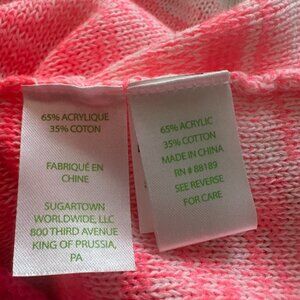 65% ACRYLIQUE
35% COTON
FABRIQUÉ EN
CHINE
SUGARTOWN
WORLDWIDE, LLC
800 THIRD AVENUE
KING OF PRUSSIA,
PA
65% ACRYLIC
35% COTTON
MADE IN CHINA
RN # 88189
SEE REVERSE
FOR CARE